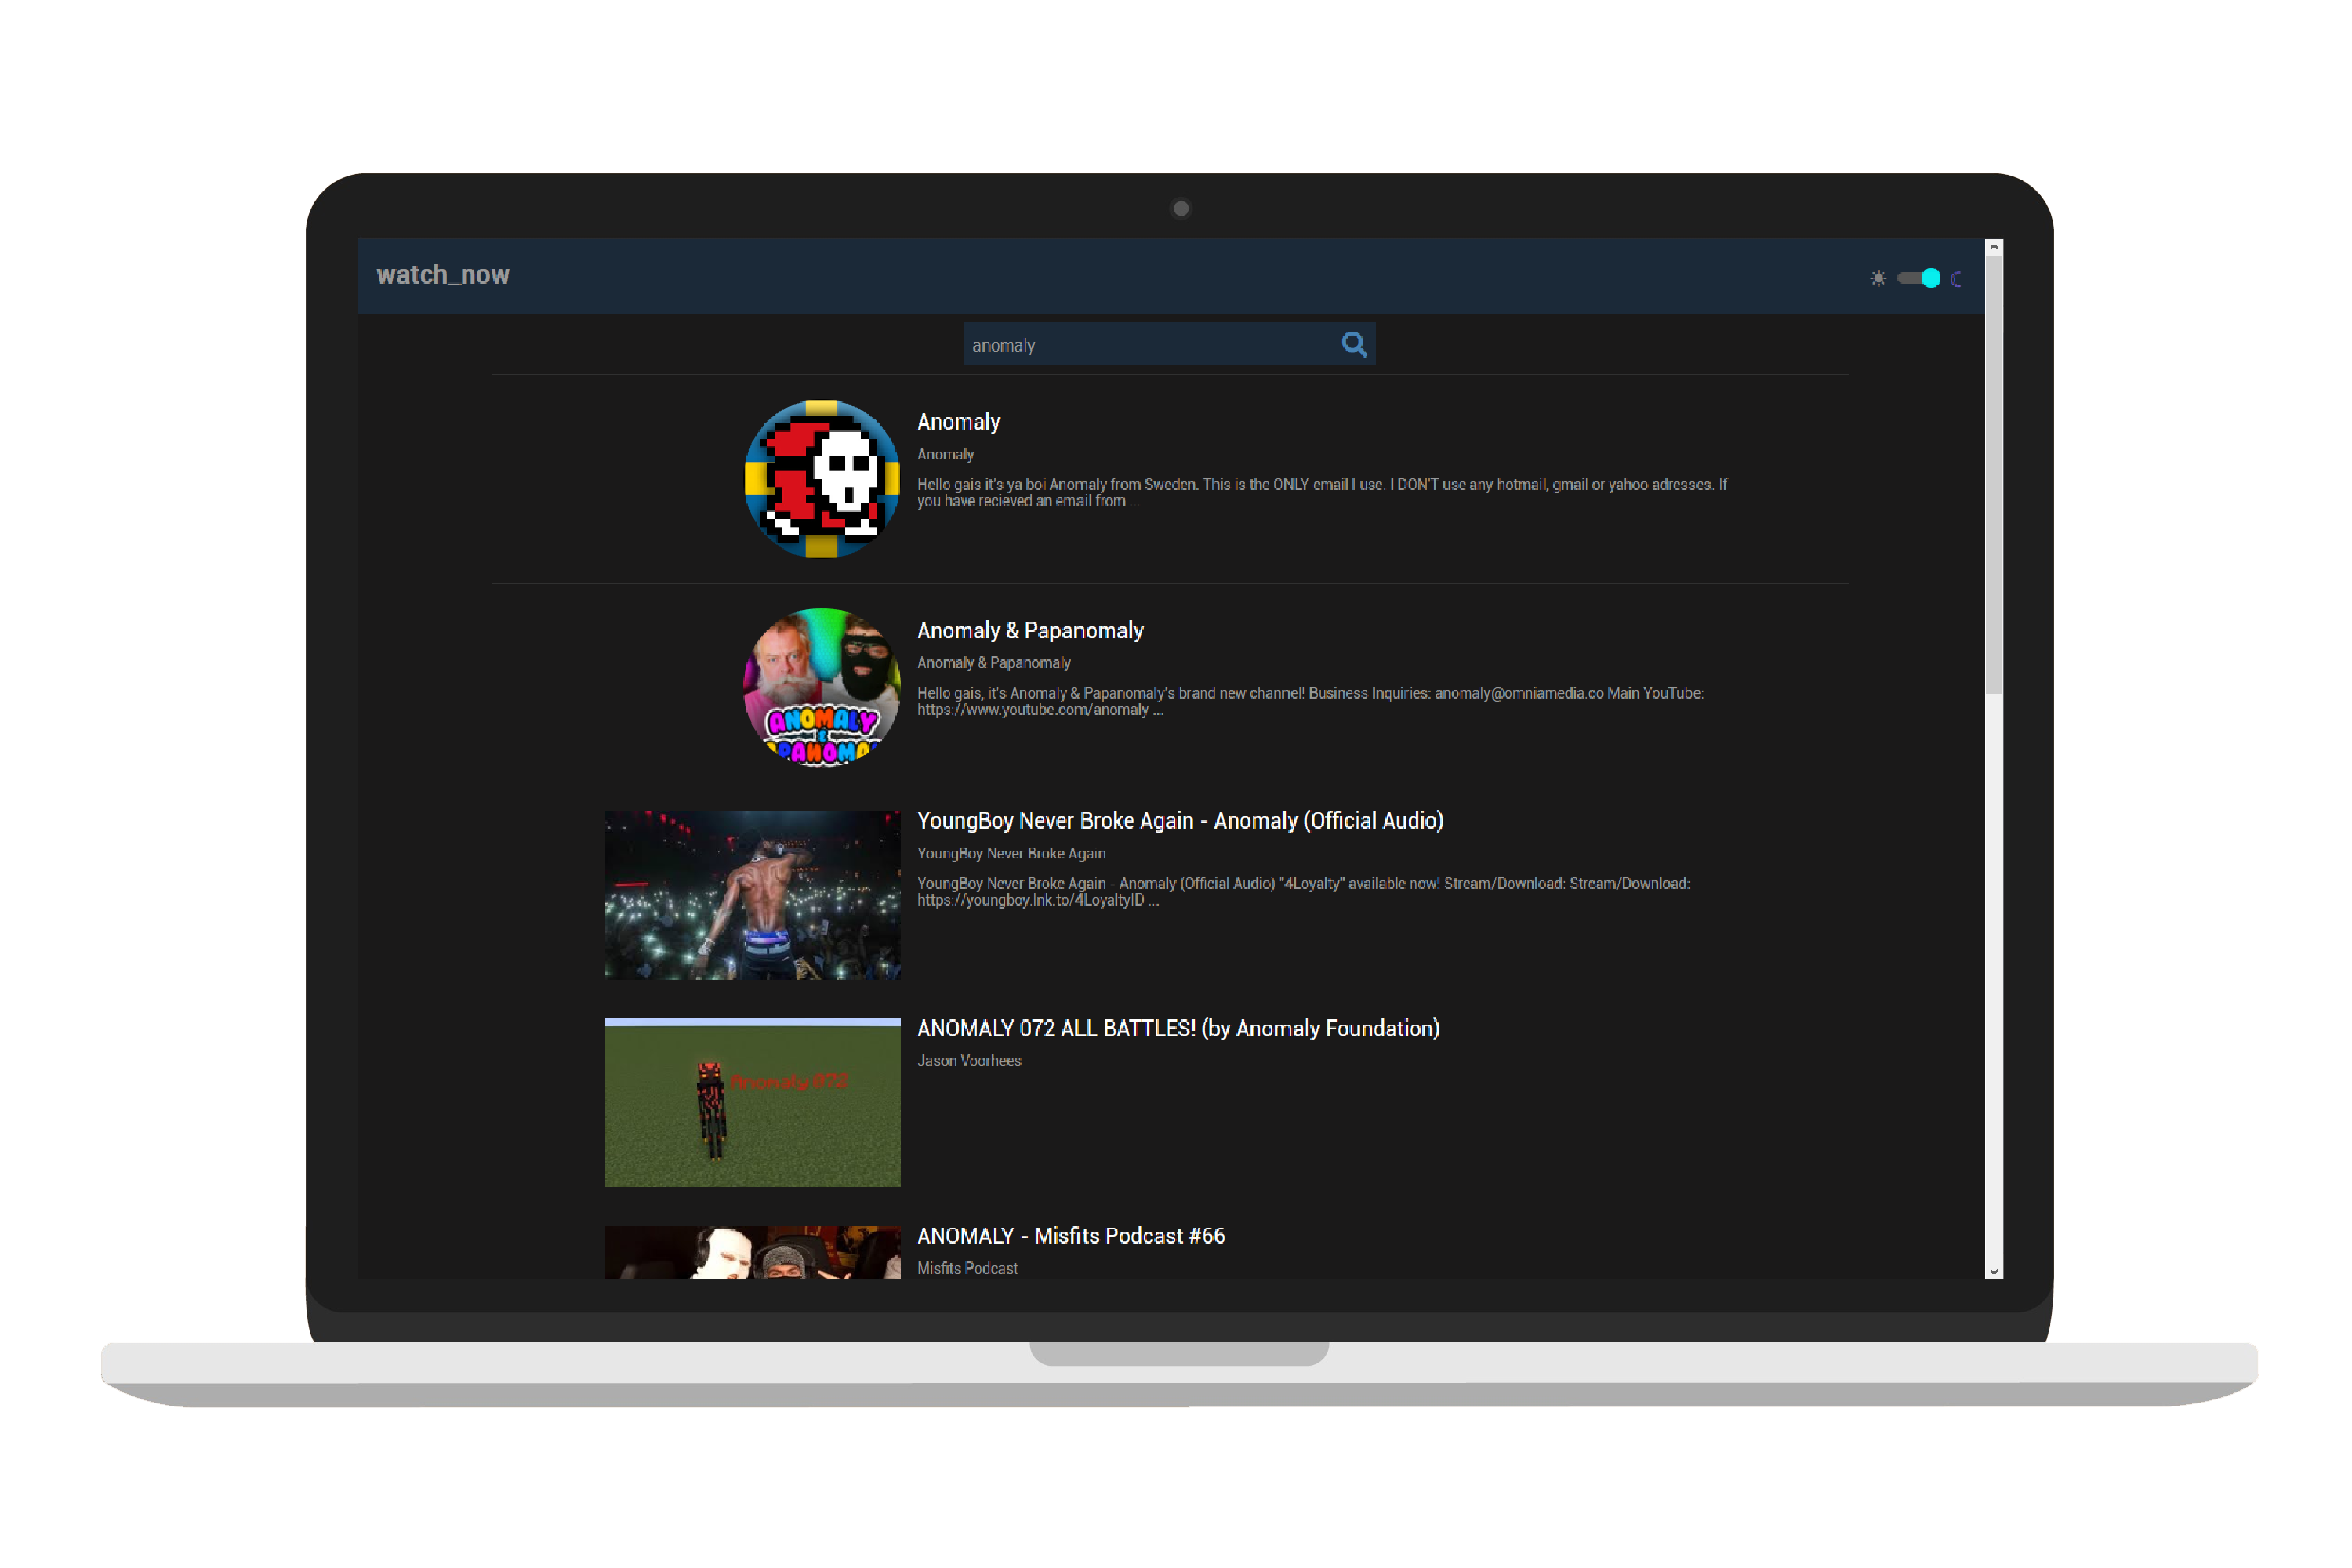 watch_now
anomaly
Anomaly
Anomaly
Hello gais it's ya boi Anomaly from Sweden. This is the ONLY email I use. I DON'T use any hotmail, gmail or yahoo adresses. If
you have recieved an email from ...
Anomaly & Papanomaly
Anomaly & Papanomaly
Hello gais, it's Anomaly & Papanomaly's brand new channel! Business Inquiries: anomaly@omniamedia.co Main YouTube:
https://www.youtube.com/anomaly ...
ANOMALY
&
PAPANOMA
YoungBoy Never Broke Again - Anomaly (Official Audio)
YoungBoy Never Broke Again
YoungBoy Never Broke Again - Anomaly (Official Audio) "4Loyalty" available now! Stream/Download: Stream/Download:
https://youngboy.lnk.to/4LoyaltyID ...
ANOMALY 072 ALL BATTLES! (by Anomaly Foundation)
Jason Voorhees
Anomaly 072
ANOMALY - Misfits Podcast #66
Misfits Podcast